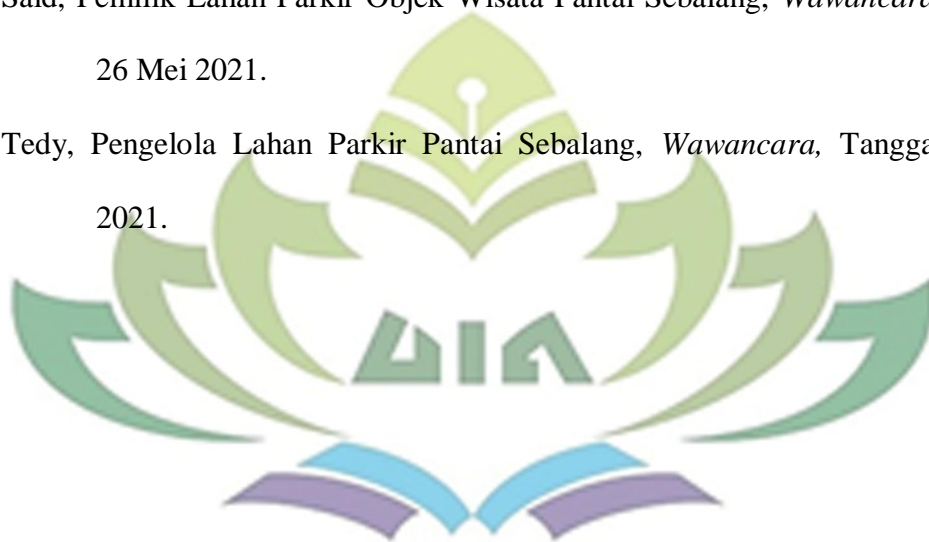 Said, Pemilik Lahan Parkir Objek Wisata Pantai Sebalang, Wawancara
26 Mei 2021.
Tedy, Pengelola Lahan Parkir Pantai Sebalang, Wawancara, Tangga
2021.
UIN